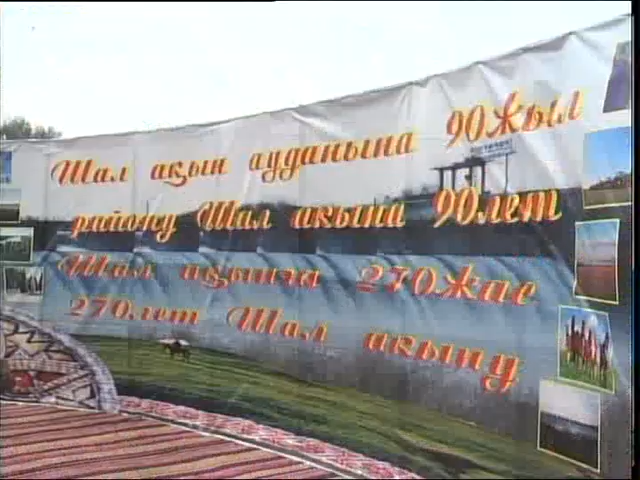 Шал ақын ауданына 90жыл
району Шал акына 90лет
Шал ақынға 270жас
270лет Шал акыну